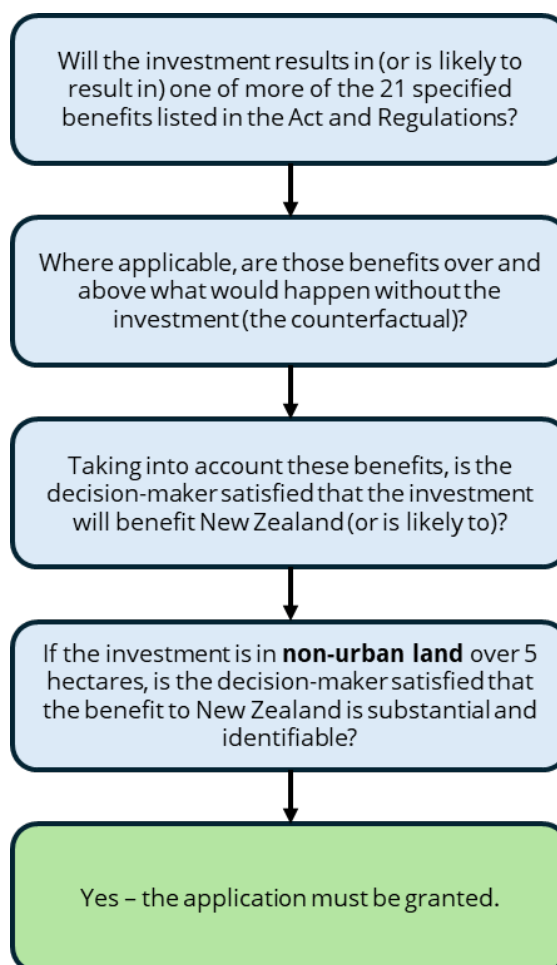 Will the investment results in (or is likely to
result in) one of more of the 21 specified
benefits listed in the Act and Regulations?
Where applicable, are those benefits over and
above what would happen without the
investment (the counterfactual)?
Taking into account these benefits, is the
decision-maker satisfied that the investment
will benefit New Zealand (or is likely to)?
If the investment is in non-urban land over 5
hectares, is the decision-maker satisfied that
the benefit to New Zealand is substantial and
identifiable?
Yes – the application must be granted.